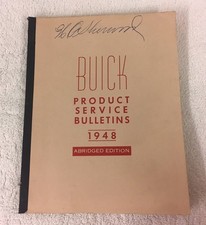 BUICK
PRODUCT
SERVICE
BULLETINS
1948
ABRIDGED EDITION